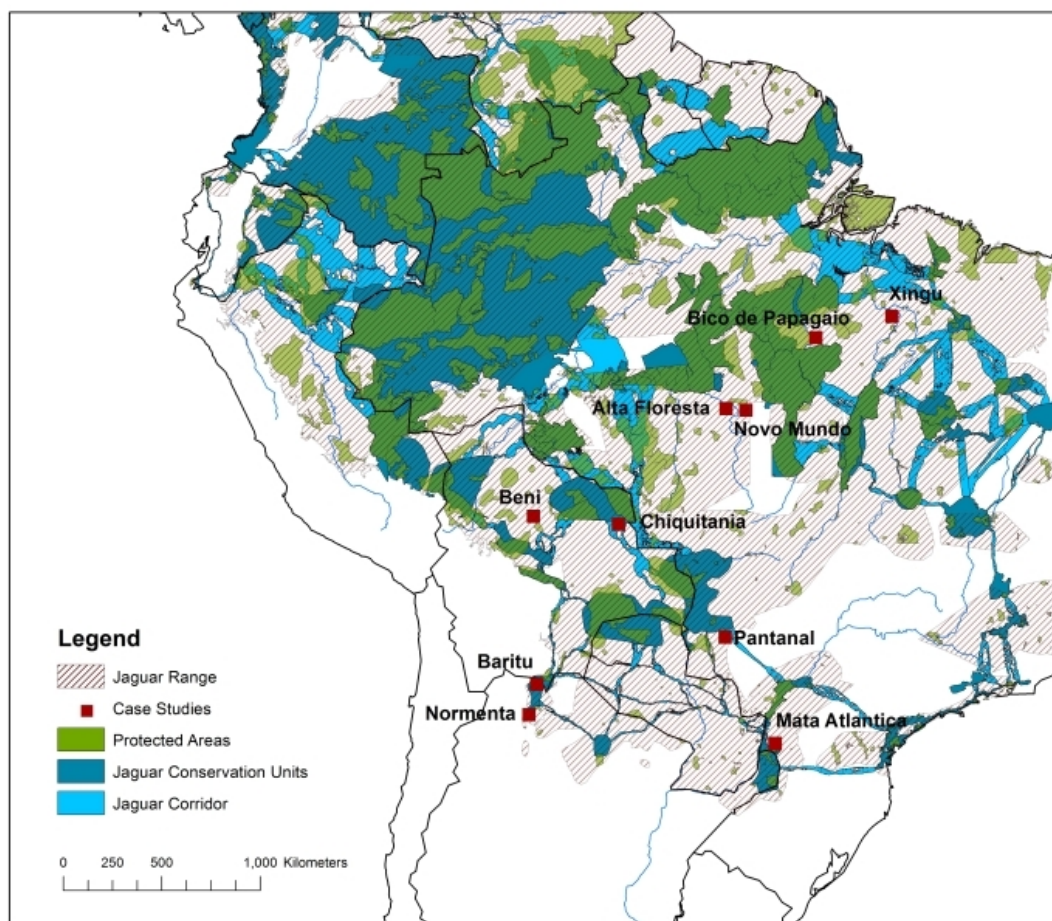 Xingu
Bico de Papagaio
Alta Floresta
Novo Mundo
Beni
Chiquitania
Pantanal
Baritu
Normenta
Mata Atlantica
Legend
Jaguar Range
Case Studies
Protected Areas
Jaguar Conservation Units
Jaguar Corridor
0 250 500 1,000 Kilometers